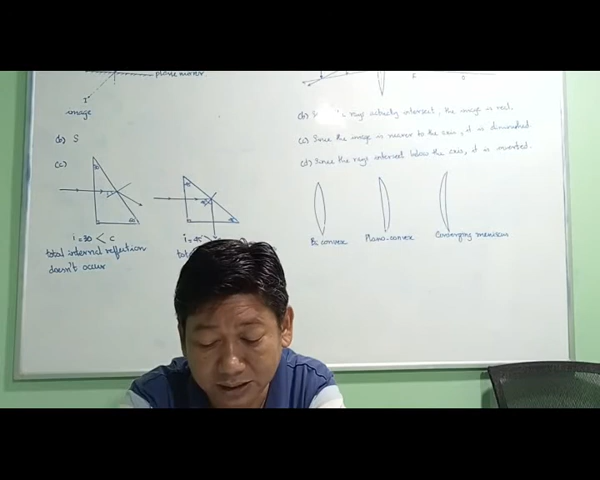 plane mirror
I
image
(b) S
(c)
i = 30 < c
total internal reflection
doesn't occur
i = 45°
F
(b) rays actually intersect, the image is real.
(c) Since the image is nearer to the axis, it is diminished.
(d) Since the rays intersect below the axis, it is inverted.
Bi convex
Plano-convex
Converging meniscus